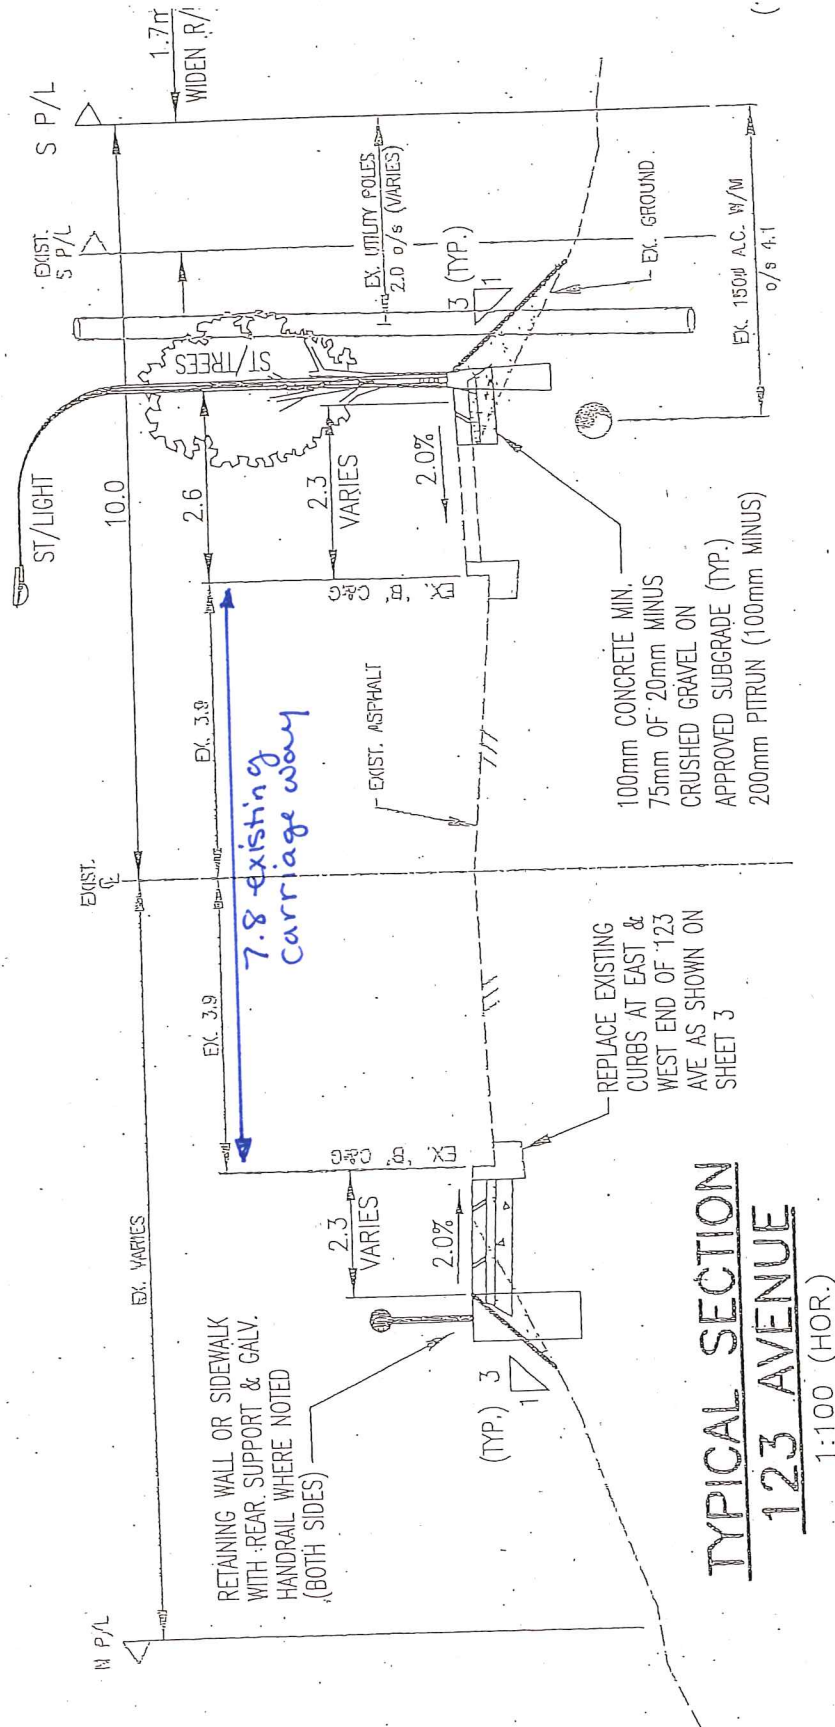 S P/L
1.7m
WIDEN R/
EXIST.
S P/L
ST/LIGHT
10.0
ST/TREES
EX. UTILITY POLES
2.0 o/s (VARIES)
2.6
2.3
VARIES
2.0%
3 (TYP.)
1
EX. GROUND
EX. 150ø A.C. W/M
o/s 4.1
100mm CONCRETE MIN.
75mm OF 20mm MINUS
CRUSHED GRAVEL ON
APPROVED SUBGRADE (TYP.)
200mm PITRUN (100mm MINUS)
EX. 'B' C&G
EX. 3.9
7.8 existing
carriage way
EXIST. ASPHALT
EXIST.
℄
EX. 3.9
EX. 'B' C&G
EX. VARIES
2.3
VARIES
2.0%
REPLACE EXISTING
CURBS AT EAST &
WEST END OF 123
AVE AS SHOWN ON
SHEET 3
RETAINING WALL OR SIDEWALK
WITH REAR SUPPORT & GALV.
HANDRAIL WHERE NOTED
(BOTH SIDES)
(TYP.) 3
1
N P/L
TYPICAL SECTION
123 AVENUE
1:100 (HOR.)